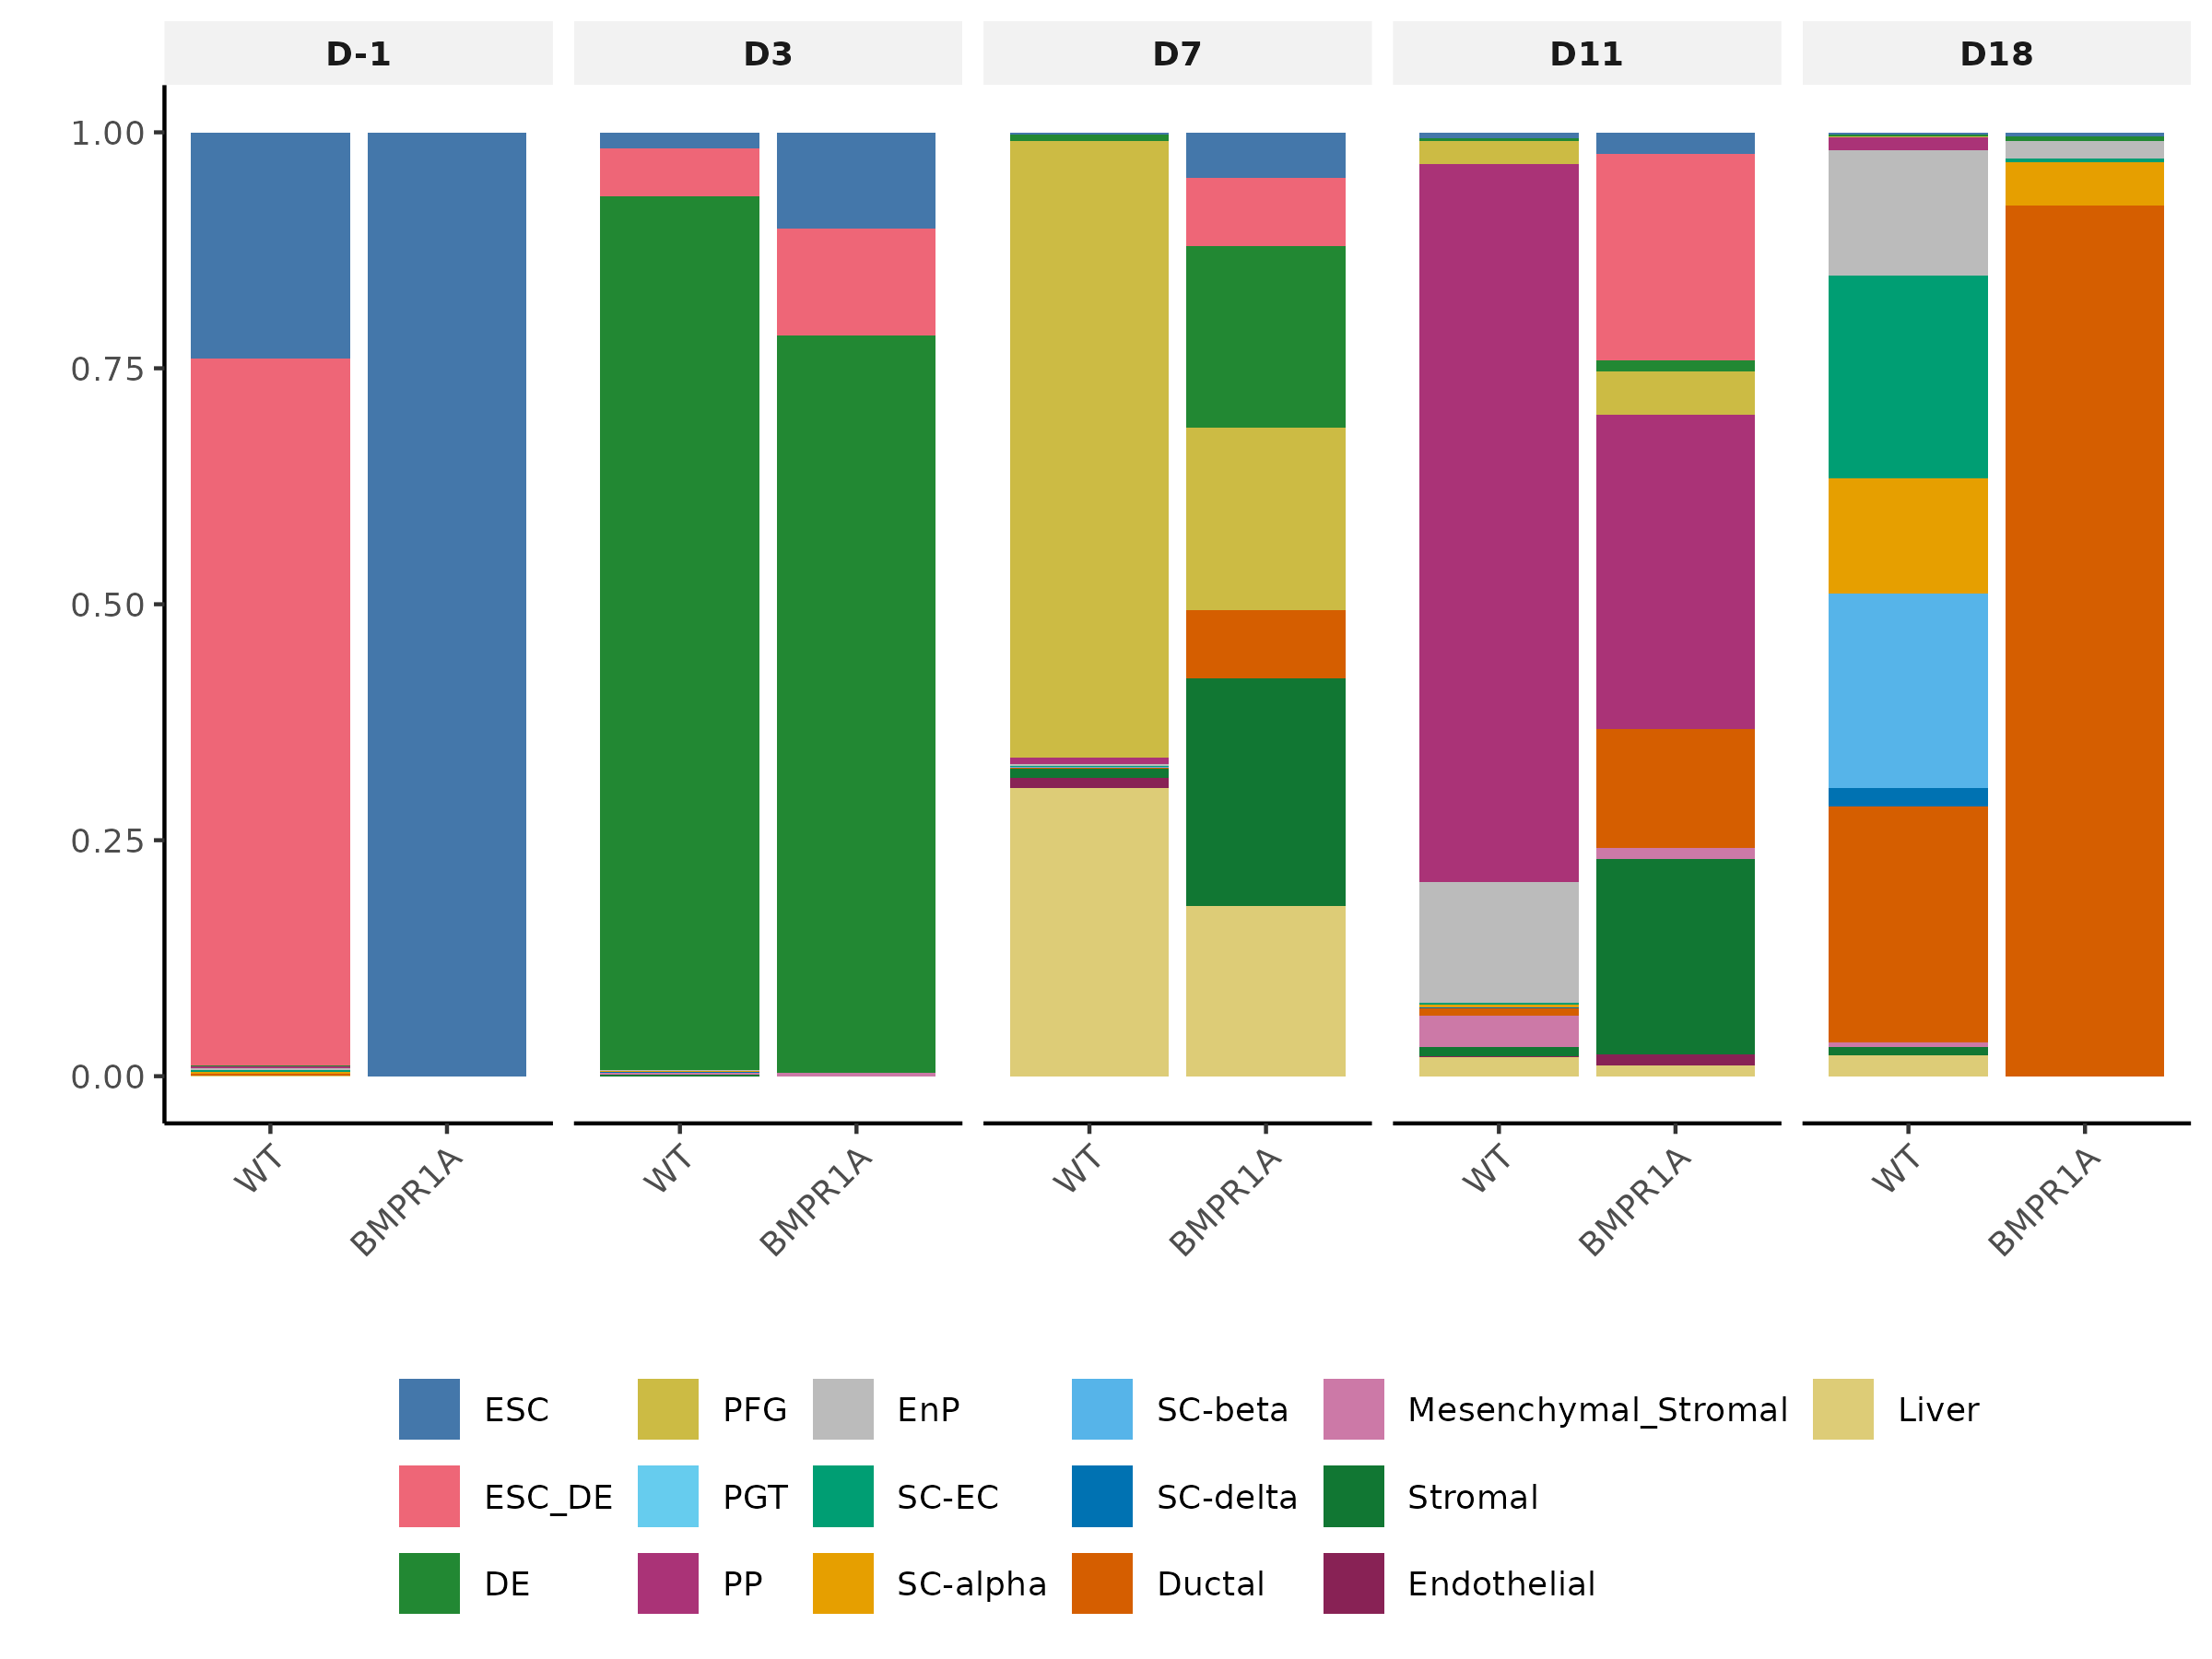 D-1 D3 D7 D11 D18
1.00
0.75
0.50
0.25
0.00
WT BMPR1A WT BMPR1A WT BMPR1A WT BMPR1A WT BMPR1A
ESC PFG EnP SC-beta Mesenchymal_Stromal Liver
ESC_DE PGT SC-EC SC-delta Stromal
DE PP SC-alpha Ductal Endothelial